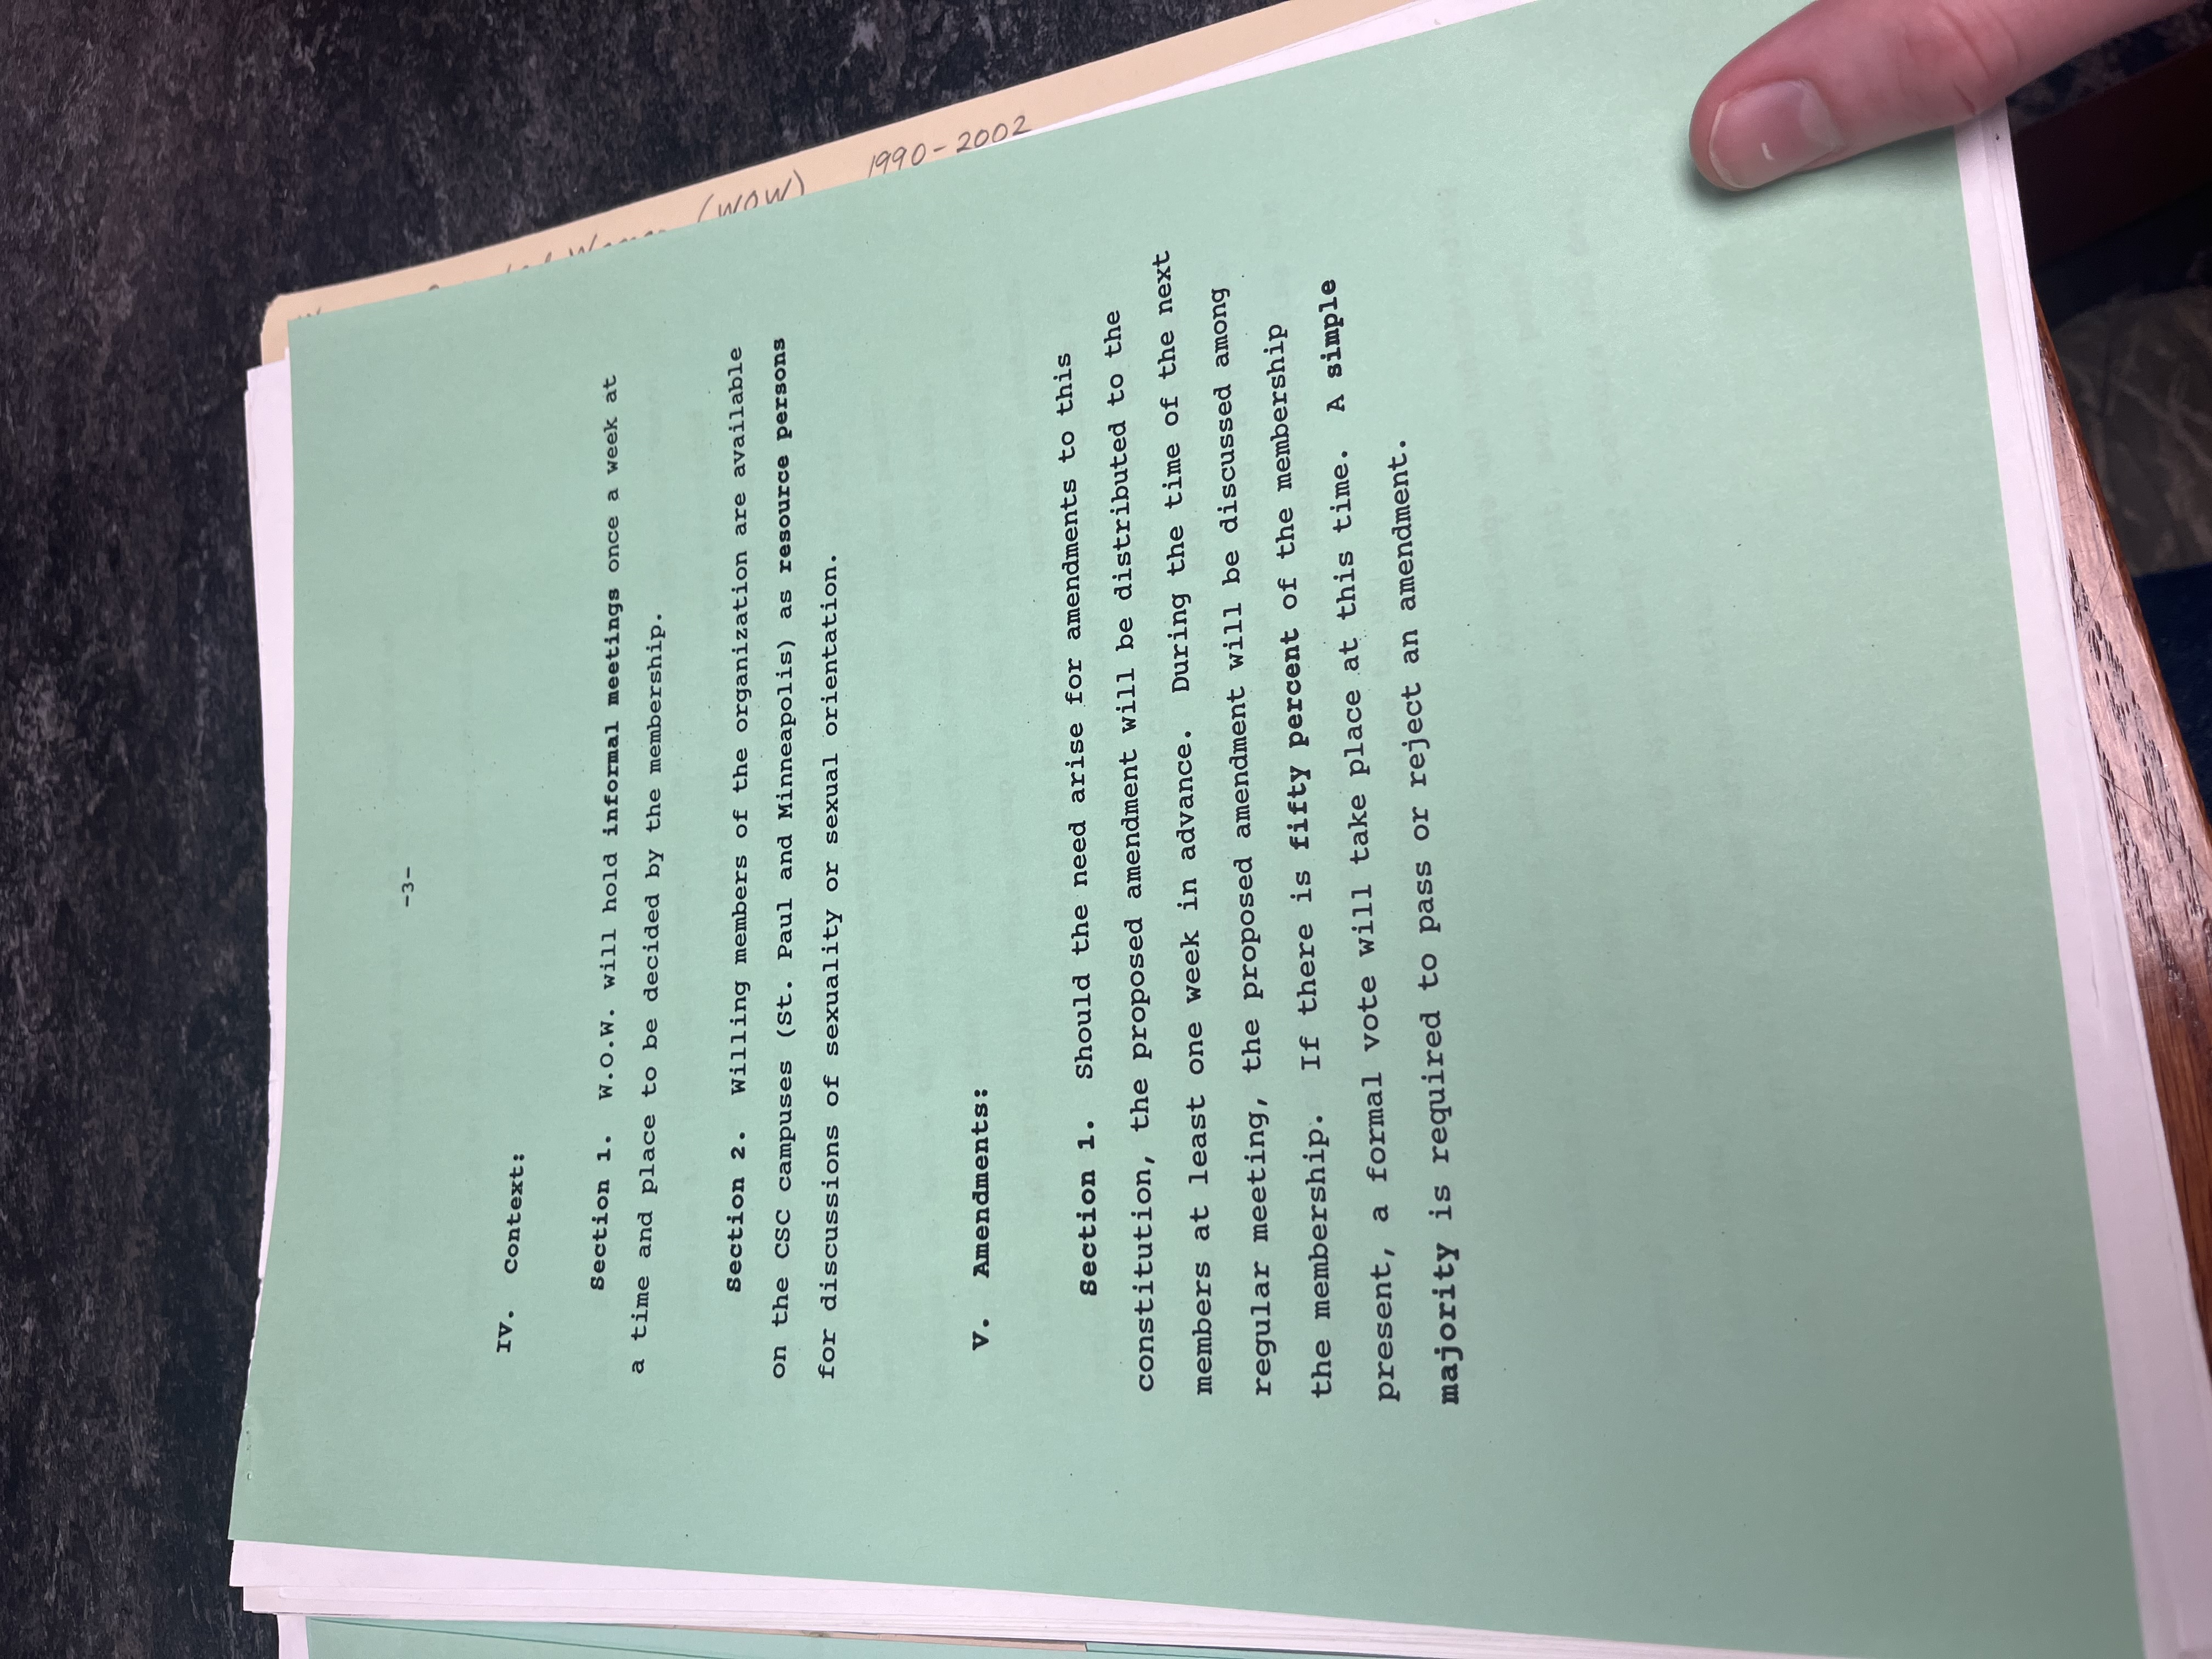 -3-
IV. Context:
Section 1. W.O.W. will hold informal meetings once a week at
a time and place to be decided by the membership.
Section 2. Willing members of the organization are available
on the CSC campuses (St. Paul and Minneapolis) as resource persons
for discussions of sexuality or sexual orientation.
V. Amendments:
Section 1. Should the need arise for amendments to this
constitution, the proposed amendment will be distributed to the
members at least one week in advance. During the time of the next
regular meeting, the proposed amendment will be discussed among
the membership. If there is fifty percent of the membership
present, a formal vote will take place at this time. A simple
majority is required to pass or reject an amendment.
(WOW) 1990-2002